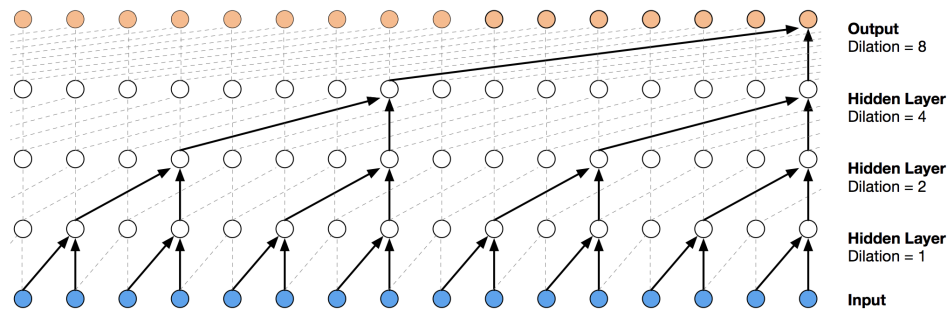 Output
Dilation = 8
Hidden Layer
Dilation = 4
Hidden Layer
Dilation = 2
Hidden Layer
Dilation = 1
Input